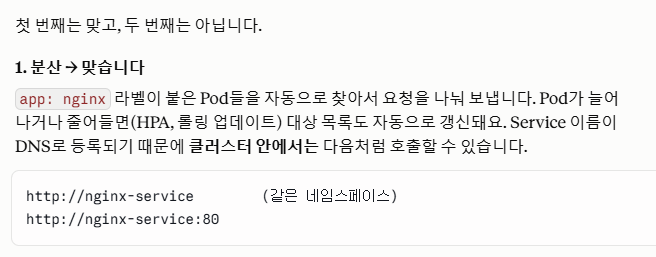 첫 번째는 맞고, 두 번째는 아닙니다.
1. 분산 → 맞습니다
app: nginx 라벨이 붙은 Pod들을 자동으로 찾아서 요청을 나눠 보냅니다. Pod가 늘어
나거나 줄어들면(HPA, 롤링 업데이트) 대상 목록도 자동으로 갱신돼요. Service 이름이
DNS로 등록되기 때문에 클러스터 안에서는 다음처럼 호출할 수 있습니다.
http://nginx-service (같은 네임스페이스)
http://nginx-service:80